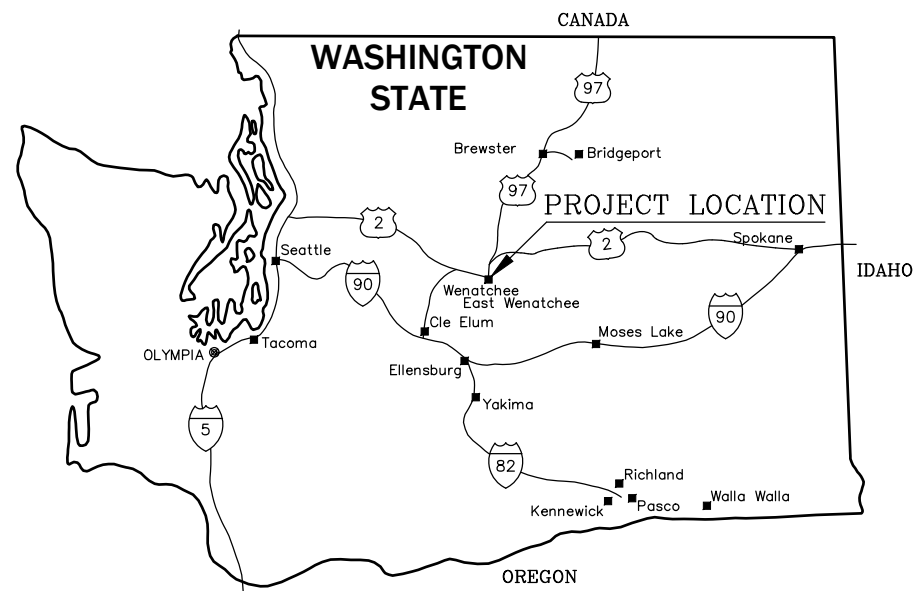 CANADA
WASHINGTON
STATE
97
Brewster
Bridgeport
97
PROJECT LOCATION
2
2
Spokane
Seattle
IDAHO
90
Wenatchee
East Wenatchee
90
Cle Elum
Moses Lake
Tacoma
OLYMPIA
Ellensburg
Yakima
5
82
Richland
Walla Walla
Pasco
Kennewick
OREGON